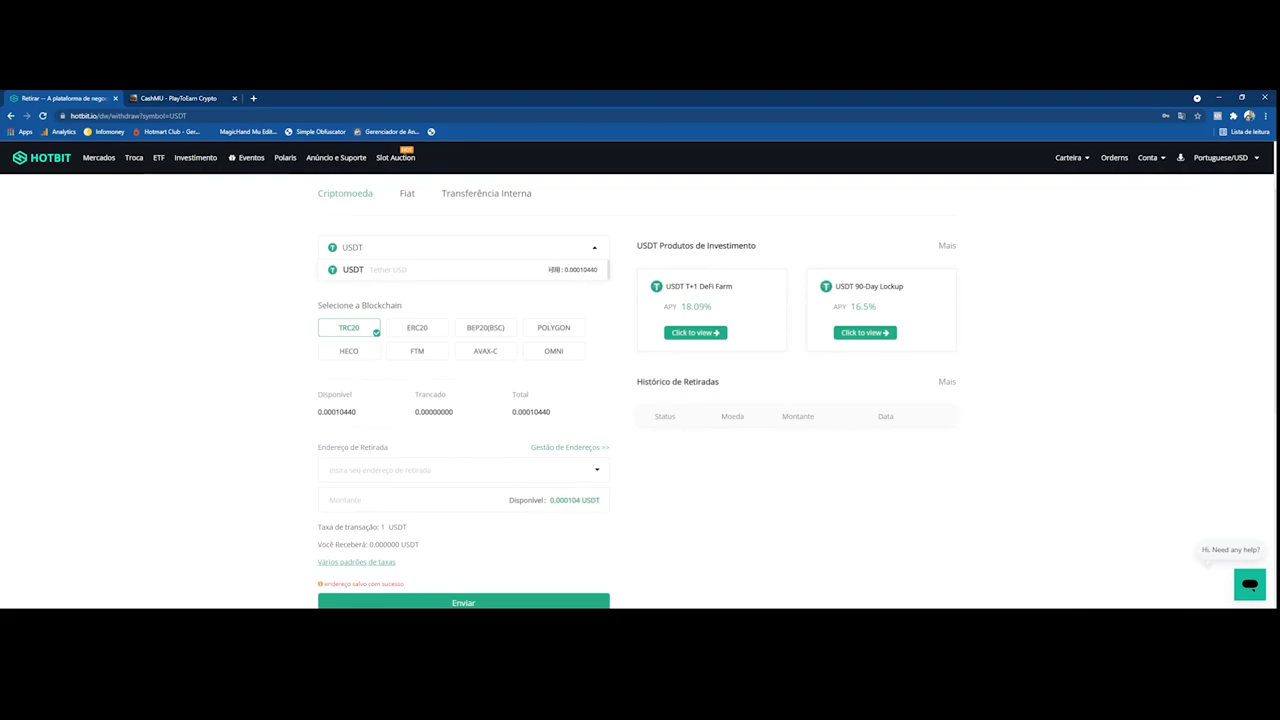 Retirar — A plataforma de nego
CashMU - PlayToEarn Crypto
hotbit.io/dw/withdraw?symbol=USDT
Apps
Analytics
Infomoney
Hotmart Club - Ger...
MagicHand Mu Edit...
Simple Obfuscator
Gerenciador de An...
Lista de leitura
HOTBIT
Mercados
Troca
ETF
Investimento
Eventos
Polaris
Anúncio e Suporte
HOT
Slot Auction
Carteira
Orderns
Conta
Portuguese/USD
Criptomoeda
Fiat
Transferência Interna
USDT
USDT Tether USD 可用 : 0.00010440
Selecione a Blockchain
TRC20
ERC20
BEP20(BSC)
POLYGON
HECO
FTM
AVAX-C
OMNI
Disponível
Trancado
Total
0.00010440
0.00000000
0.00010440
Endereço de Retirada
Gestão de Endereços >>
Insira seu endereço de retirada
Montante
Disponível: 0.000104 USDT
Taxa de transação: 1 USDT
Você Receberá: 0.000000 USDT
Vários padrões de taxas
endereço salvo com sucesso
Enviar
USDT Produtos de Investimento
Mais
USDT T+1 DeFi Farm
APY 18.09%
Click to view
USDT 90-Day Lockup
APY 16.5%
Click to view
Histórico de Retiradas
Mais
Status
Moeda
Montante
Data
Hi. Need any help?